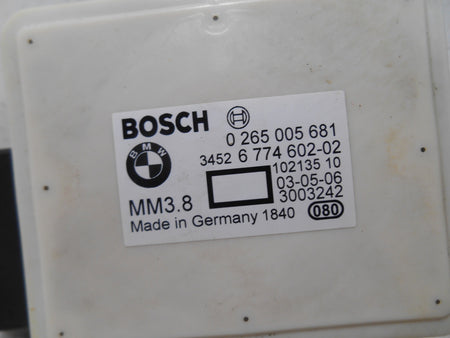 BOSCH
0 265 005 681
BMW
3452 6 774 602-02
102135 10
03-05-06
MM3.8
3003242
Made in Germany 1840
080